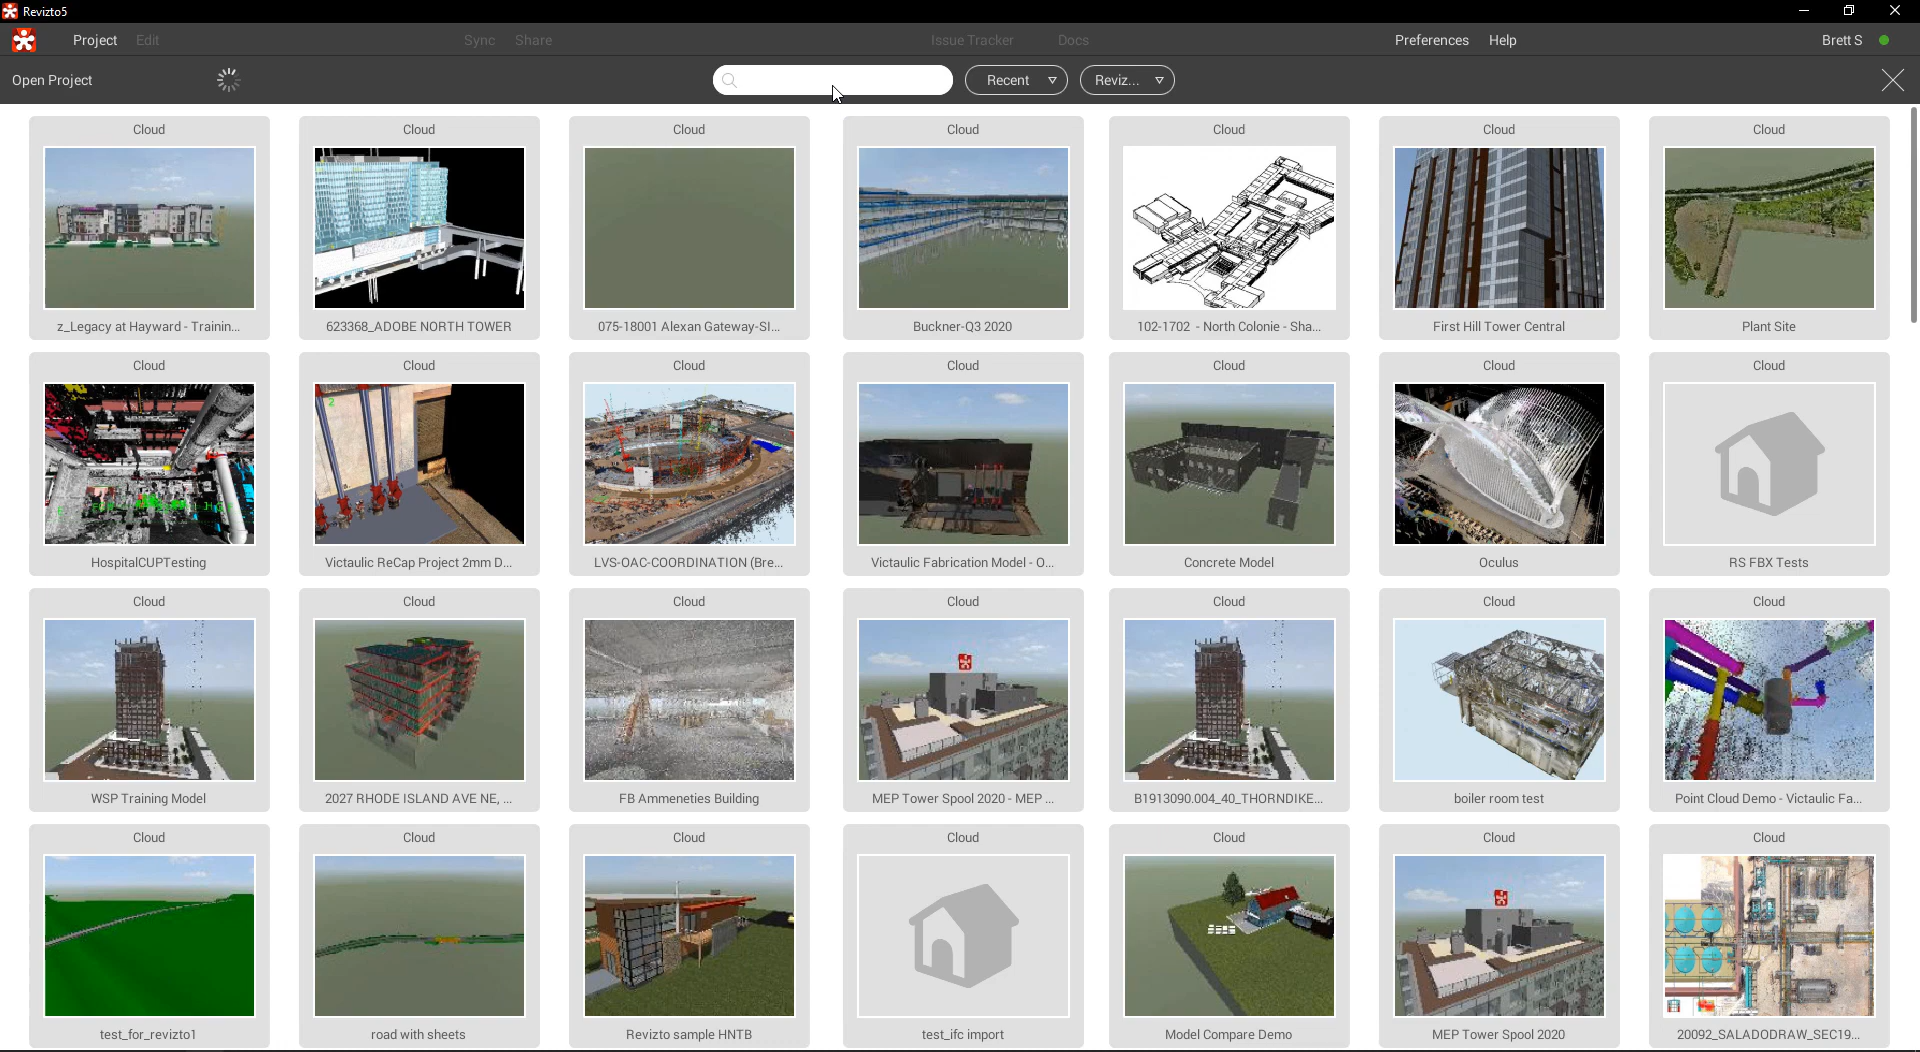 Revizto5
Project Edit Sync Share Issue Tracker Docs Preferences Help Brett S
Open Project Recent Reviz...
Cloud Cloud Cloud Cloud Cloud Cloud Cloud
z_Legacy at Hayward - Trainin... 623368_ADOBE NORTH TOWER 075-18001 Alexan Gateway-SI... Buckner-Q3 2020 102-1702 - North Colonie - Sha... First Hill Tower Central Plant Site
Cloud Cloud Cloud Cloud Cloud Cloud Cloud
HospitalCUPTesting Victaulic ReCap Project 2mm D... LVS-OAC-COORDINATION (Bre... Victaulic Fabrication Model - O... Concrete Model Oculus RS FBX Tests
Cloud Cloud Cloud Cloud Cloud Cloud Cloud
WSP Training Model 2027 RHODE ISLAND AVE NE, ... FB Ammeneties Building MEP Tower Spool 2020 - MEP ... B1913090.004_40_THORNDIKE... boiler room test Point Cloud Demo - Victaulic Fa...
Cloud Cloud Cloud Cloud Cloud Cloud Cloud
test_for_revizto1 road with sheets Revizto sample HNTB test_ifc import Model Compare Demo MEP Tower Spool 2020 20092_SALADODRAW_SEC19...